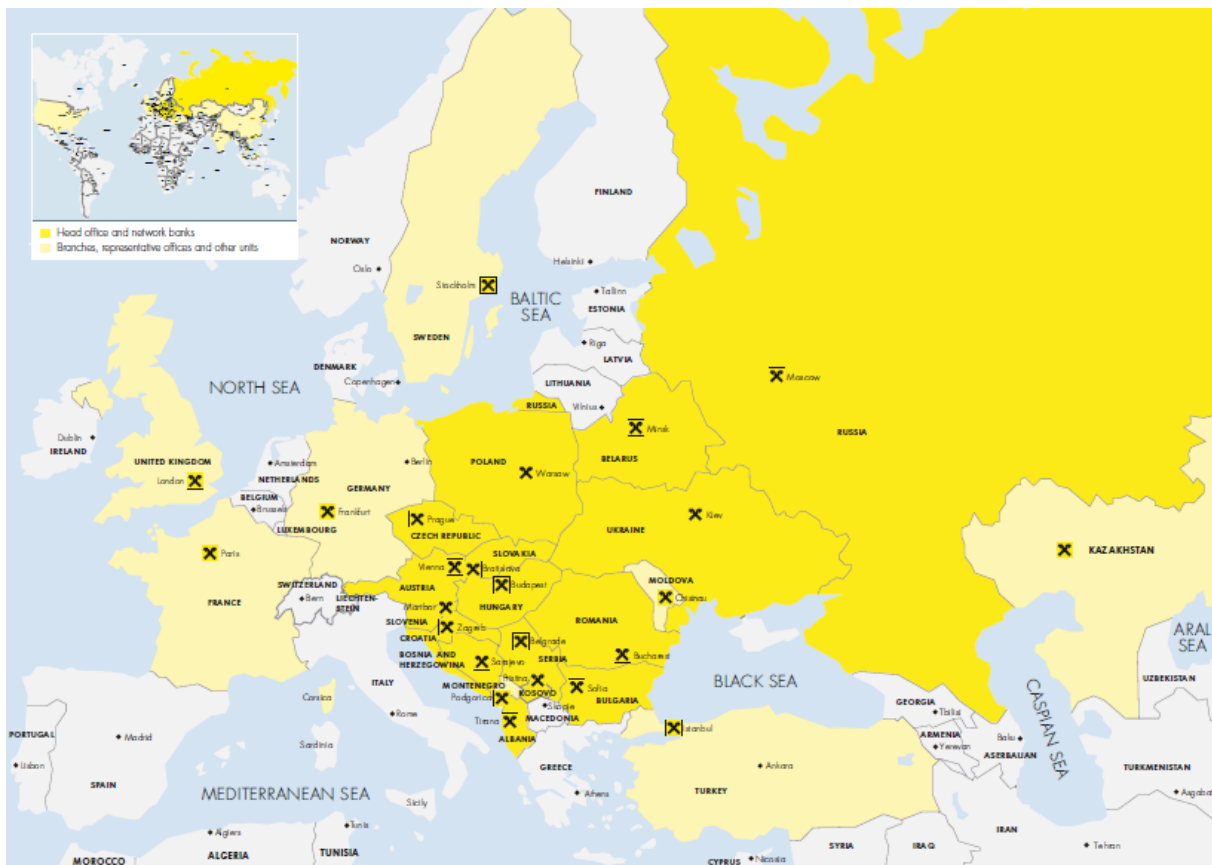 Head office and network banks
Branches, representative offices and other units
FINLAND
NORWAY
Oslo
Helsinki
Stockholm
Tallinn
BALTIC
SEA
ESTONIA
SWEDEN
Riga
LATVIA
DENMARK
Copenhagen
LITHUANIA
Vilnius
Moscow
NORTH SEA
RUSSIA
Minsk
RUSSIA
Dublin
IRELAND
UNITED KINGDOM
London
Amsterdam
NETHERLANDS
Berlin
GERMANY
POLAND
Warsaw
BELARUS
BELGIUM
Brussels
LUXEMBOURG
Frankfurt
Prague
CZECH REPUBLIC
UKRAINE
Kiev
Paris
SLOVAKIA
KAZAKHSTAN
Vienna
Bratislava
Budapest
MOLDOVA
Chisinau
SWITZERLAND
Bern
LIECHTEN-
STEIN
AUSTRIA
FRANCE
Maribor
HUNGARY
SLOVENIA
Zagreb
ROMANIA
CROATIA
BOSNIA AND
HERZEGOVINA
Belgrade
Sarajevo
SERBIA
Bucharest
ARAL
SEA
ITALY
Pristina
MONTENEGRO
KOSOVO
Sofia
BULGARIA
BLACK SEA
UZBEKISTAN
Corsica
Podgorica
Skopje
GEORGIA
Tbilisi
CASPIAN SEA
Rome
Tirana
MACEDONIA
ALBANIA
Istanbul
ARMENIA
Yerevan
Baku
ASERBAIJAN
PORTUGAL
Lisbon
Madrid
SPAIN
Sardinia
GREECE
Ankara
TURKEY
TURKMENISTAN
Asgabat
MEDITERRANEAN SEA
Sicily
Athens
Algiers
Tunis
MOROCCO
ALGERIA
TUNISIA
CYPRUS
Nicosia
SYRIA
IRAQ
IRAN
Tehran